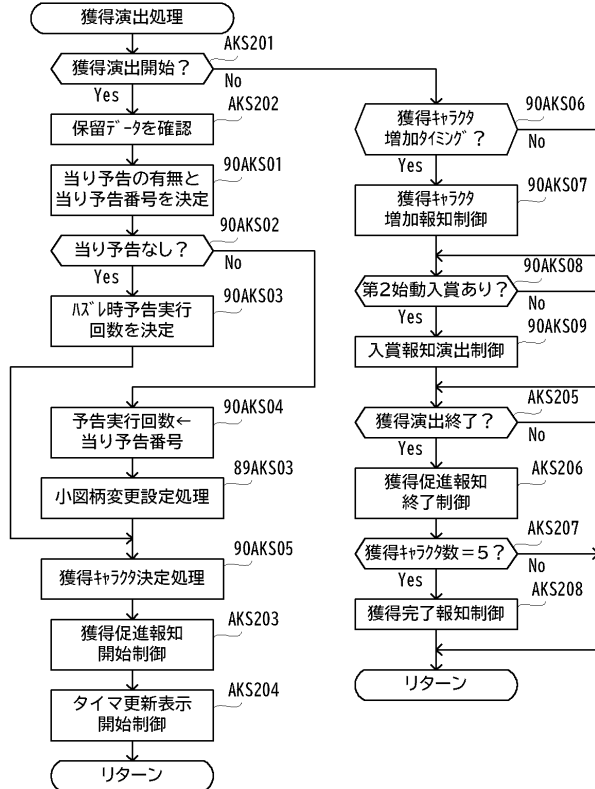 獲得演出処理
AKS201
獲得演出開始？
No
Yes
AKS202
保留データを確認
90AKS01
当り予告の有無と
当り予告番号を決定
90AKS02
当り予告なし？
Yes
No
90AKS03
ﾊｽﾞﾚ時予告実行
回数を決定
90AKS04
予告実行回数←
当り予告番号
89AKS03
小図柄変更設定処理
90AKS05
獲得ｷｬﾗｸﾀ決定処理
AKS203
獲得促進報知
開始制御
AKS204
タイマ更新表示
開始制御
リターン
90AKS06
獲得ｷｬﾗｸﾀ
増加ﾀｲﾐﾝｸﾞ？
No
Yes
90AKS07
獲得ｷｬﾗｸﾀ
増加報知制御
90AKS08
第2始動入賞あり？
No
Yes
90AKS09
入賞報知演出制御
AKS205
獲得演出終了？
No
Yes
AKS206
獲得促進報知
終了制御
AKS207
獲得ｷｬﾗｸﾀ数＝5？
No
Yes
AKS208
獲得完了報知制御
リターン